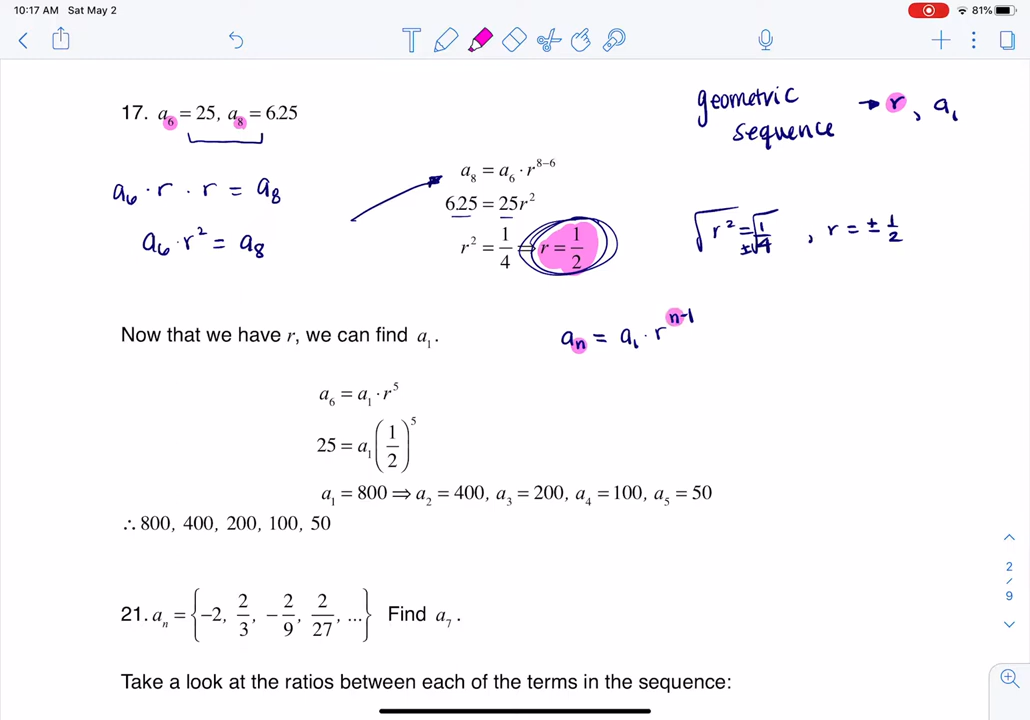 10:17 AM Sat May 2 81%
17. a₆ = 25, a₈ = 6.25
geometric sequence → r, a₁
a₆ · r · r = a₈
a₆ · r² = a₈
a₈ = a₆ · r⁸⁻⁶
6.25 = 25r²
r² = 1/4 ⇒ r = 1/2
√r² = ±√1/4 , r = ± 1/2
Now that we have r, we can find a₁.
aₙ = a₁ · rⁿ⁻¹
a₆ = a₁ · r⁵
25 = a₁(1/2)⁵
a₁ = 800 ⇒ a₂ = 400, a₃ = 200, a₄ = 100, a₅ = 50
∴ 800, 400, 200, 100, 50
2 / 9
21. aₙ = {−2, 2/3, −2/9, 2/27, ...} Find a₇.
Take a look at the ratios between each of the terms in the sequence: